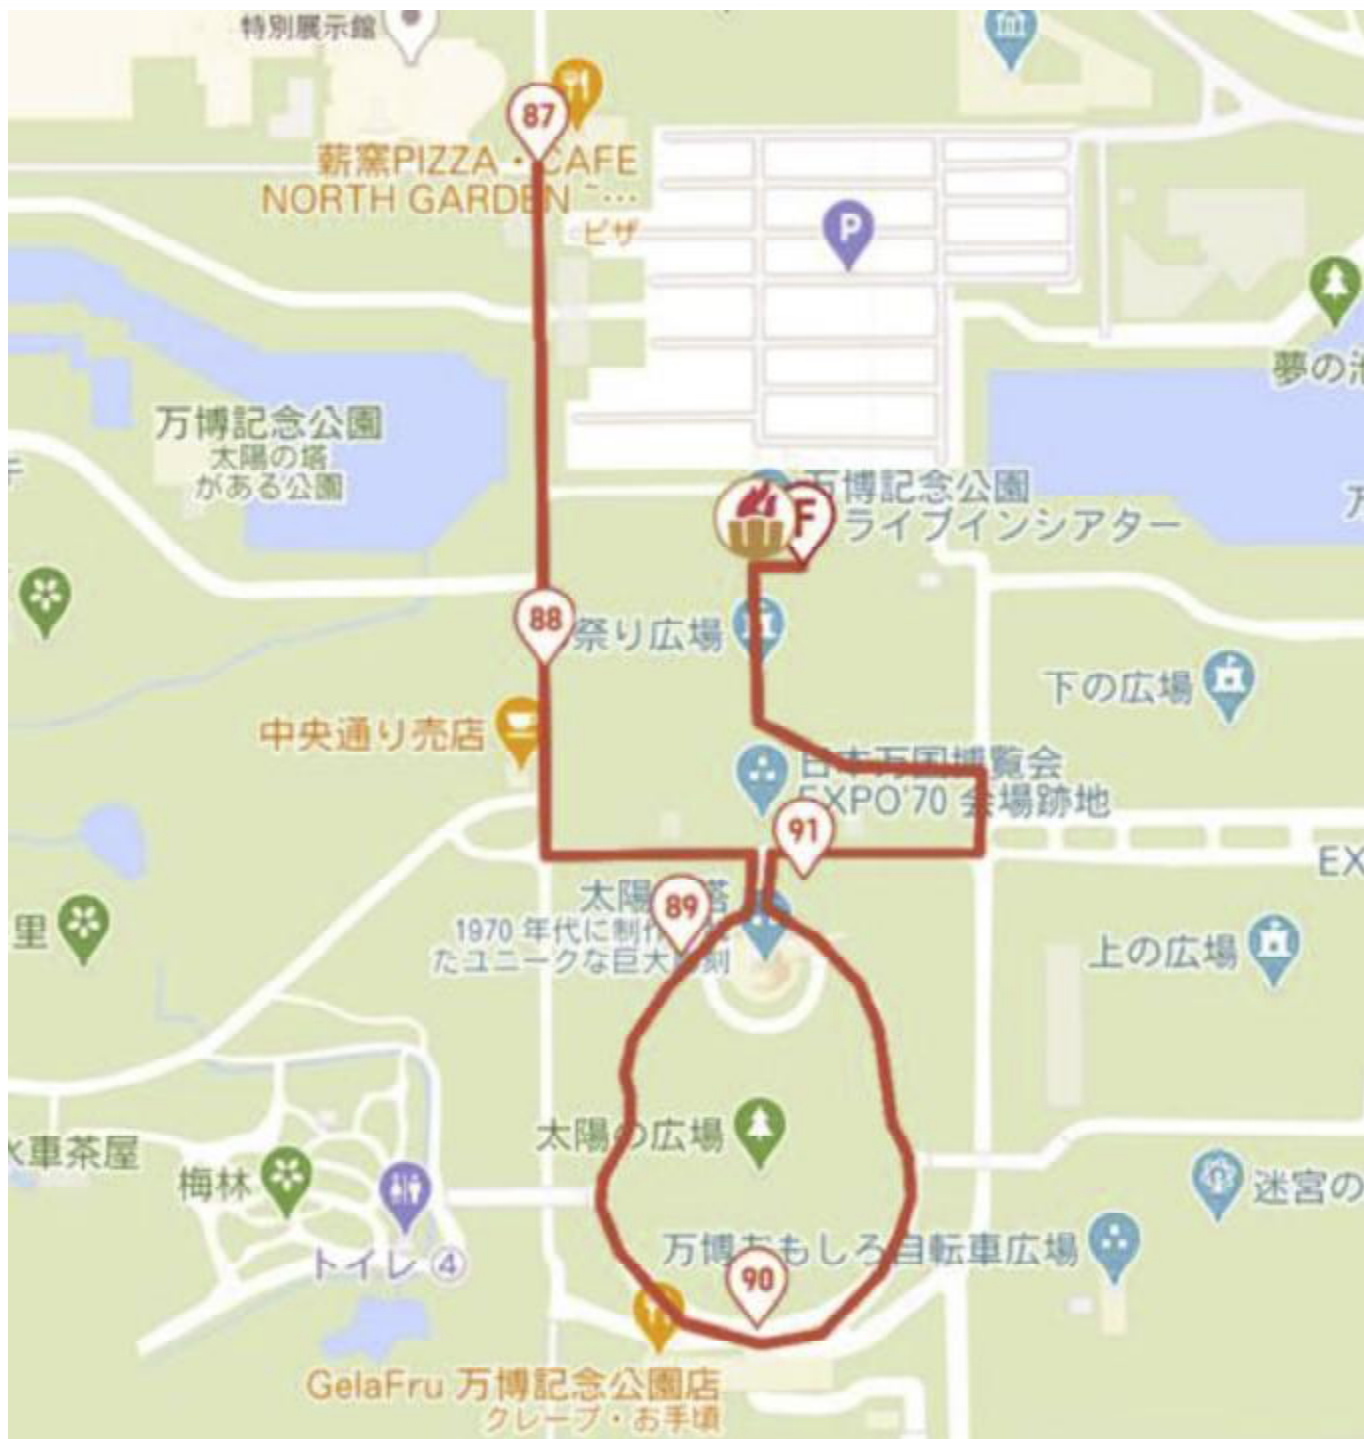 特別展示館
87
薪窯PIZZA・CAFE
NORTH GARDEN ~…
ピザ
P
夢の池
万博記念公園
太陽の塔
がある公園
万博記念公園
F
ライブインシアター
88
祭り広場
下の広場
中央通り売店
日本万国博覧会
EXPO'70 会場跡地
91
EX
太陽 塔
89
1970 年代に制作
たユニークな巨大 刻
里
上の広場
太陽の広場
水車茶屋
梅林
迷宮の
トイレ ④
万博おもしろ自転車広場
90
GelaFru 万博記念公園店
クレープ・お手頃